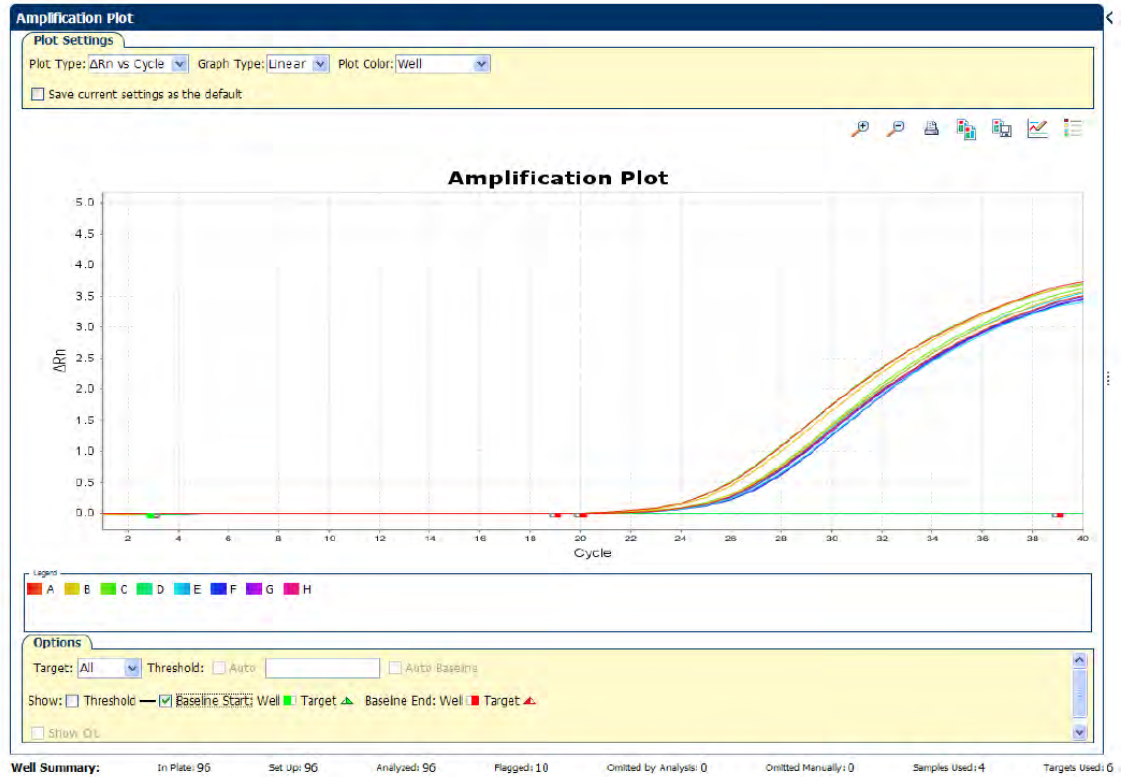 Amplification Plot
Plot Settings
Plot Type: ΔRn vs Cycle Graph Type: Linear Plot Color: Well
Save current settings as the default
Amplification Plot
5.0
4.5
4.0
3.5
3.0
2.5
2.0
1.5
1.0
0.5
0.0
ΔRn
2 4 6 8 10 12 14 16 18 20 22 24 26 28 30 32 34 36 38 40
Cycle
Legend
A B C D E F G H
Options
Target: All Threshold: Auto Auto Baseline
Show: Threshold Baseline Start: Well Target Baseline End: Well Target
Show Ct
Well Summary: In Plate: 96 Set Up: 96 Analyzed: 96 Flagged: 10 Omitted by Analysis: 0 Omitted Manually: 0 Samples Used: 4 Targets Used: 6